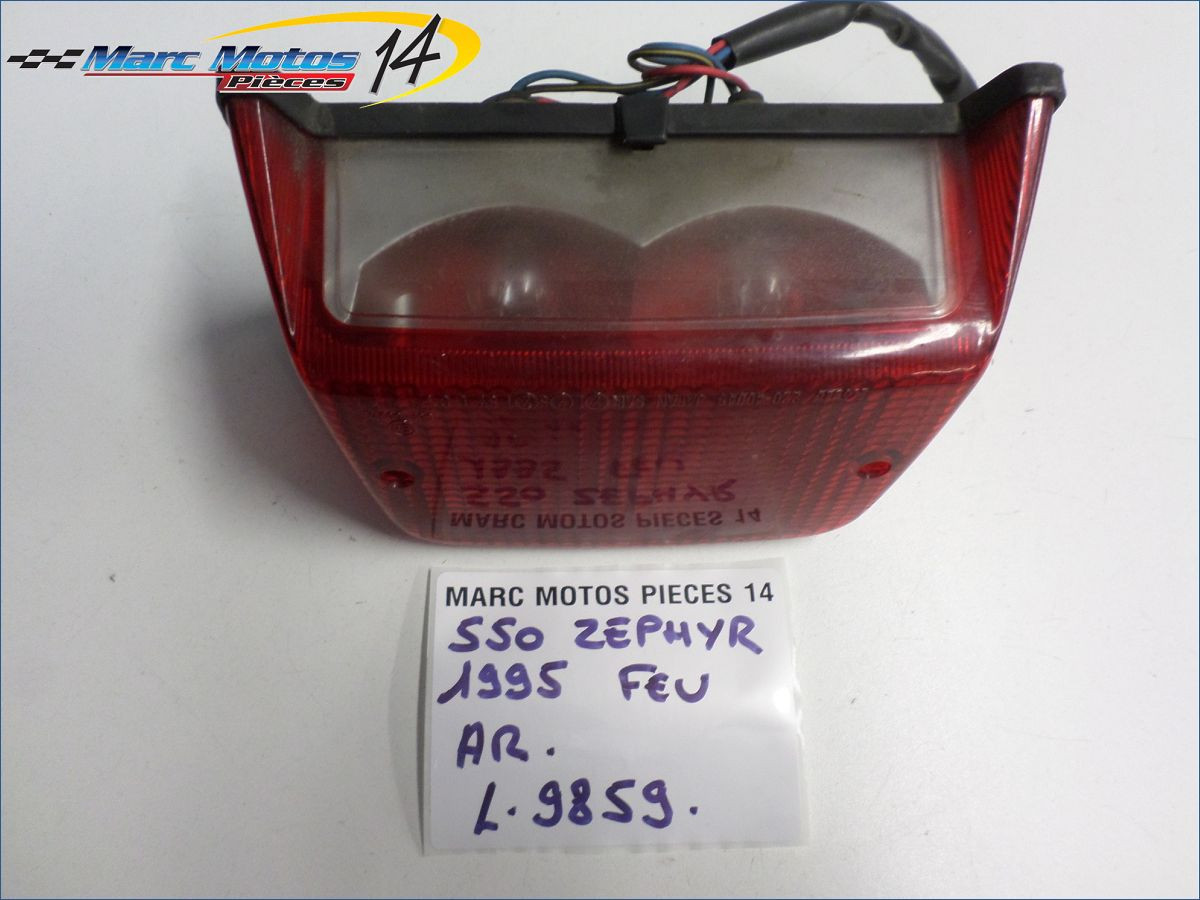 Marc Motos 14
Pièces
MARC MOTOS PIECES 14
550 ZEPHYR
1995 FEU
AR.
L.9859.